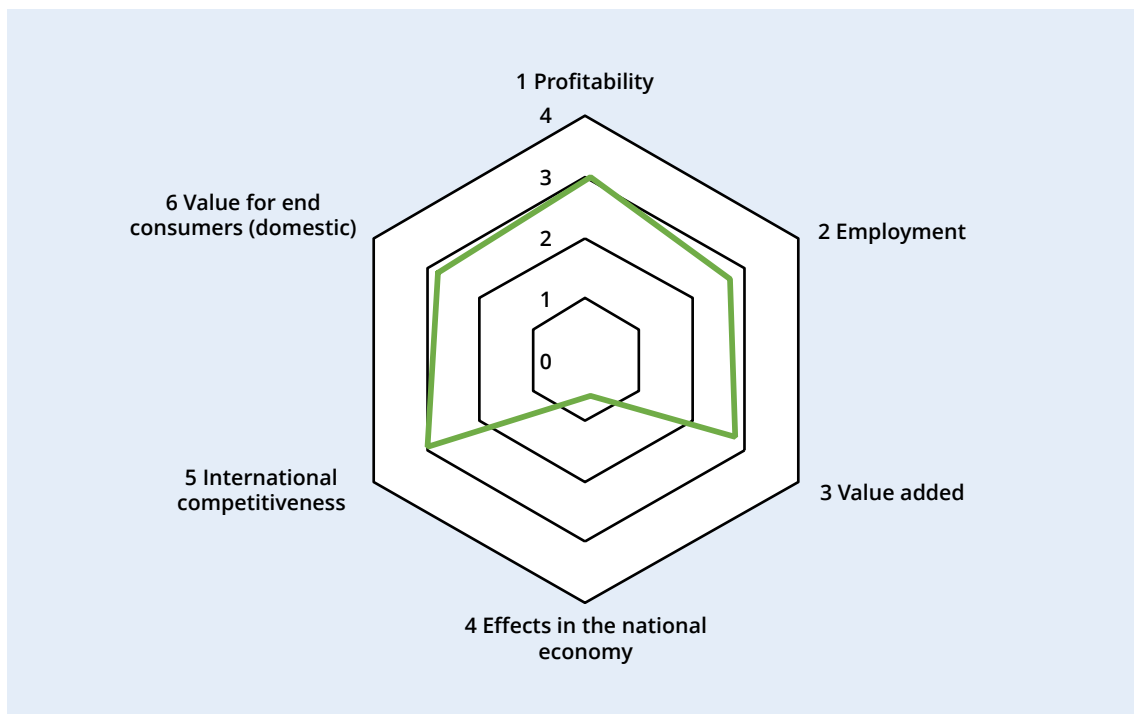 1 Profitability
4
3
2
1
0
2 Employment
3 Value added
4 Effects in the national
economy
5 International
competitiveness
6 Value for end
consumers (domestic)